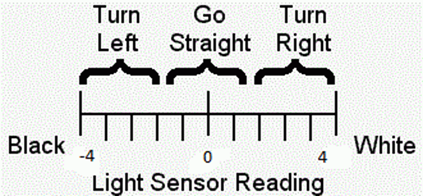 Turn Go Turn
Left Straight Right
Black -4 0 4 White
Light Sensor Reading